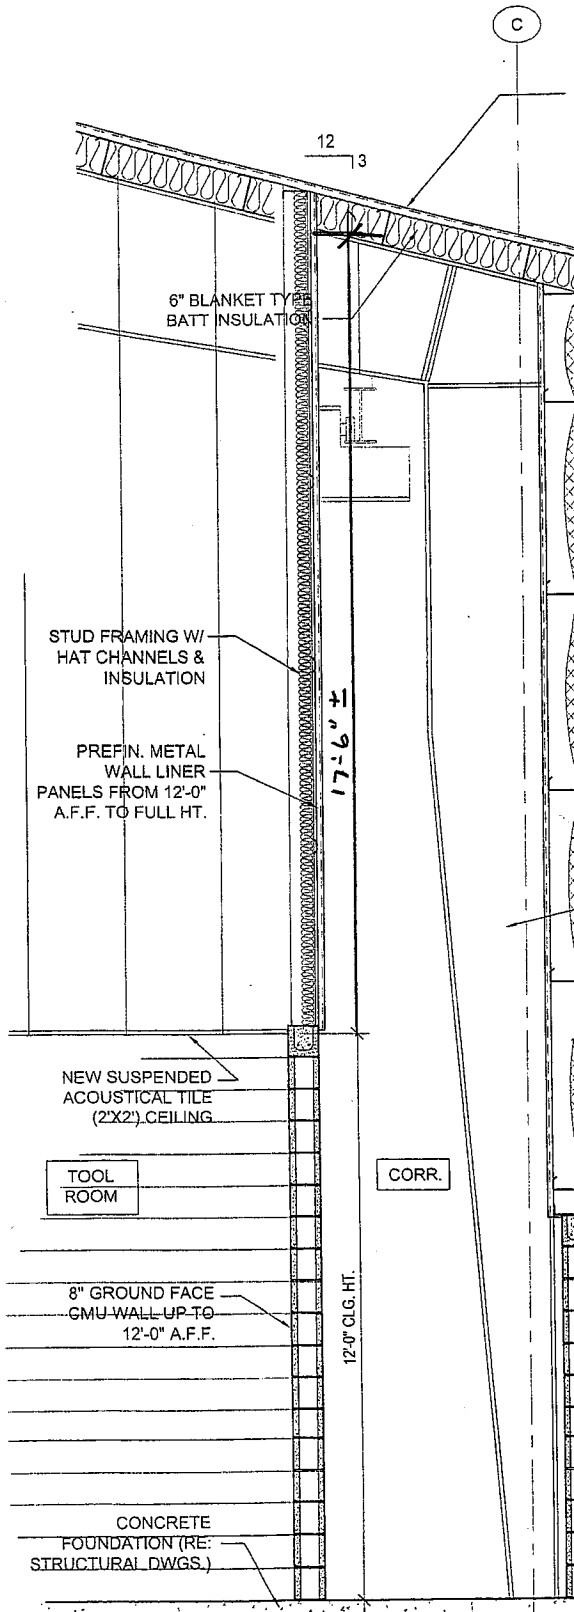 C
12
3
6" BLANKET TYPE
BATT INSULATION
STUD FRAMING W/
HAT CHANNELS &
INSULATION
17'-6" ±
PREFIN. METAL
WALL LINER
PANELS FROM 12'-0"
A.F.F. TO FULL HT.
NEW SUSPENDED
ACOUSTICAL TILE
(2'X2') CEILING
TOOL
ROOM
CORR.
8" GROUND FACE
CMU WALL UP TO
12'-0" A.F.F.
12'-0" CLG. HT.
CONCRETE
FOUNDATION (RE:
STRUCTURAL DWGS.)